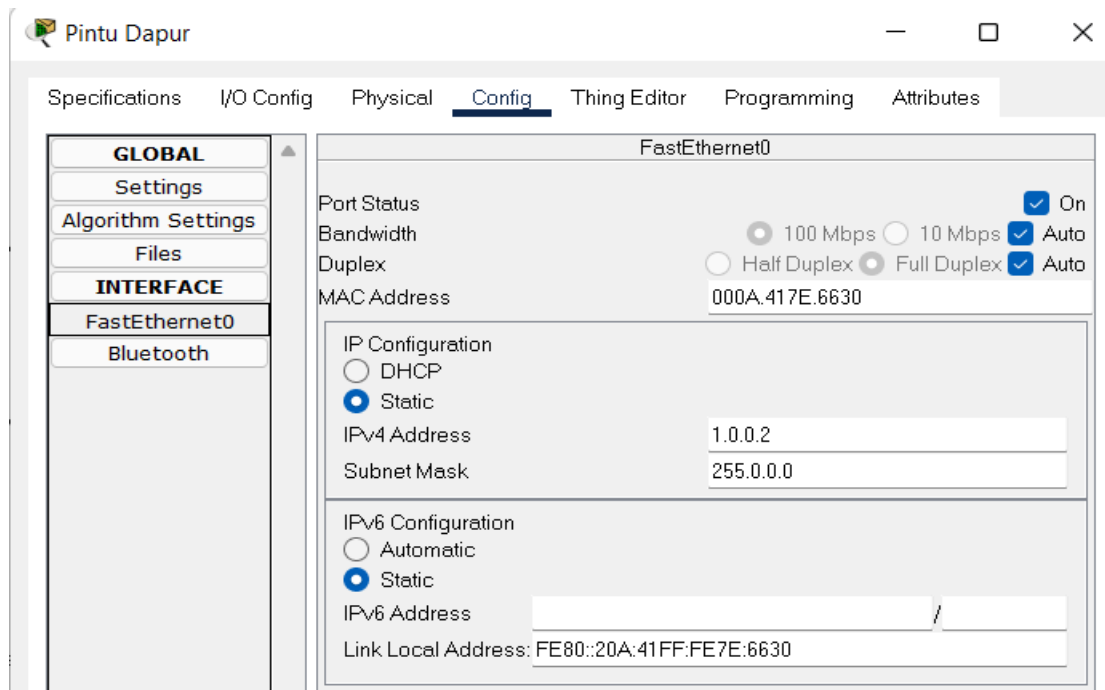 Pintu Dapur
Specifications I/O Config Physical Config Thing Editor Programming Attributes
GLOBAL
Settings
Algorithm Settings
Files
INTERFACE
FastEthernet0
Bluetooth
FastEthernet0
Port Status On
Bandwidth 100 Mbps 10 Mbps Auto
Duplex Half Duplex Full Duplex Auto
MAC Address 000A.417E.6630
IP Configuration
DHCP
Static
IPv4 Address 1.0.0.2
Subnet Mask 255.0.0.0
IPv6 Configuration
Automatic
Static
IPv6 Address /
Link Local Address: FE80::20A:41FF:FE7E:6630